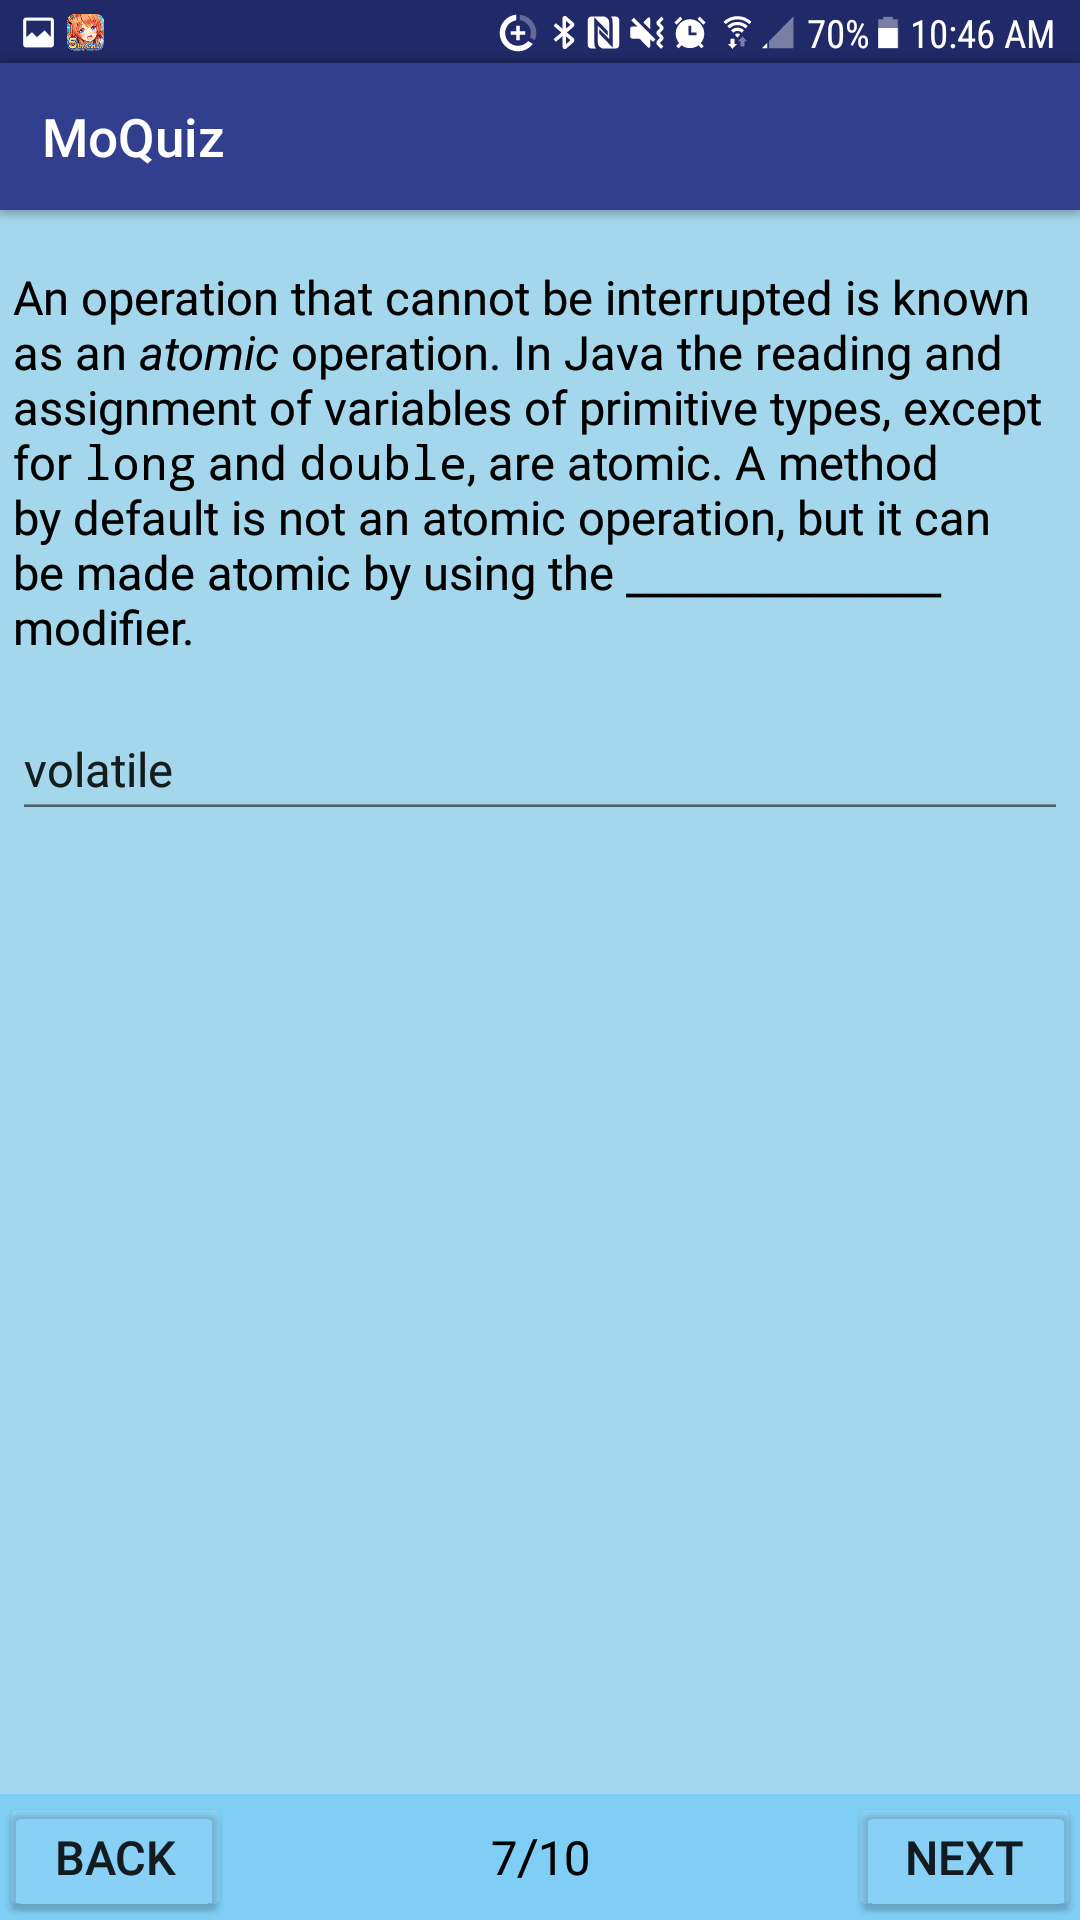 70% 10:46 AM
MoQuiz
An operation that cannot be interrupted is known
as an atomic operation. In Java the reading and
assignment of variables of primitive types, except
for long and double, are atomic. A method
by default is not an atomic operation, but it can
be made atomic by using the ______________
modifier.
volatile
BACK
7/10
NEXT